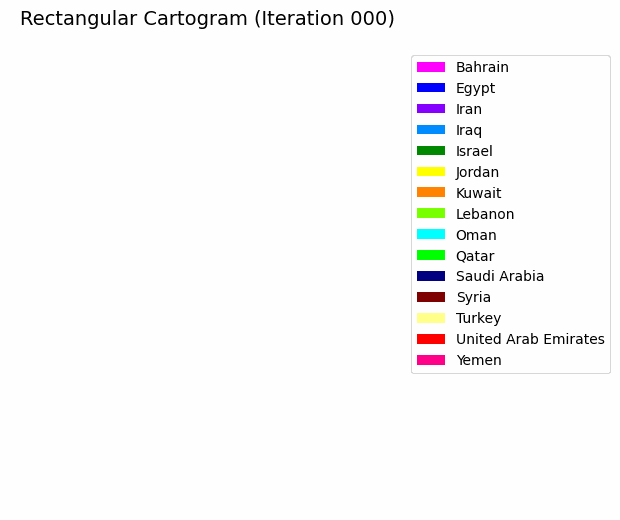 Rectangular Cartogram (Iteration 000)
Bahrain
Egypt
Iran
Iraq
Israel
Jordan
Kuwait
Lebanon
Oman
Qatar
Saudi Arabia
Syria
Turkey
United Arab Emirates
Yemen